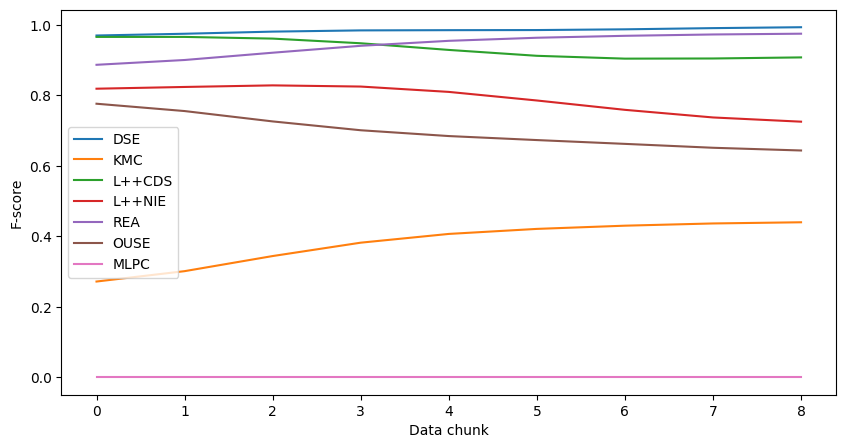 1.0
0.8
0.6
0.4
0.2
0.0
F-score
DSE
KMC
L++CDS
L++NIE
REA
OUSE
MLPC
0 1 2 3 4 5 6 7 8
Data chunk